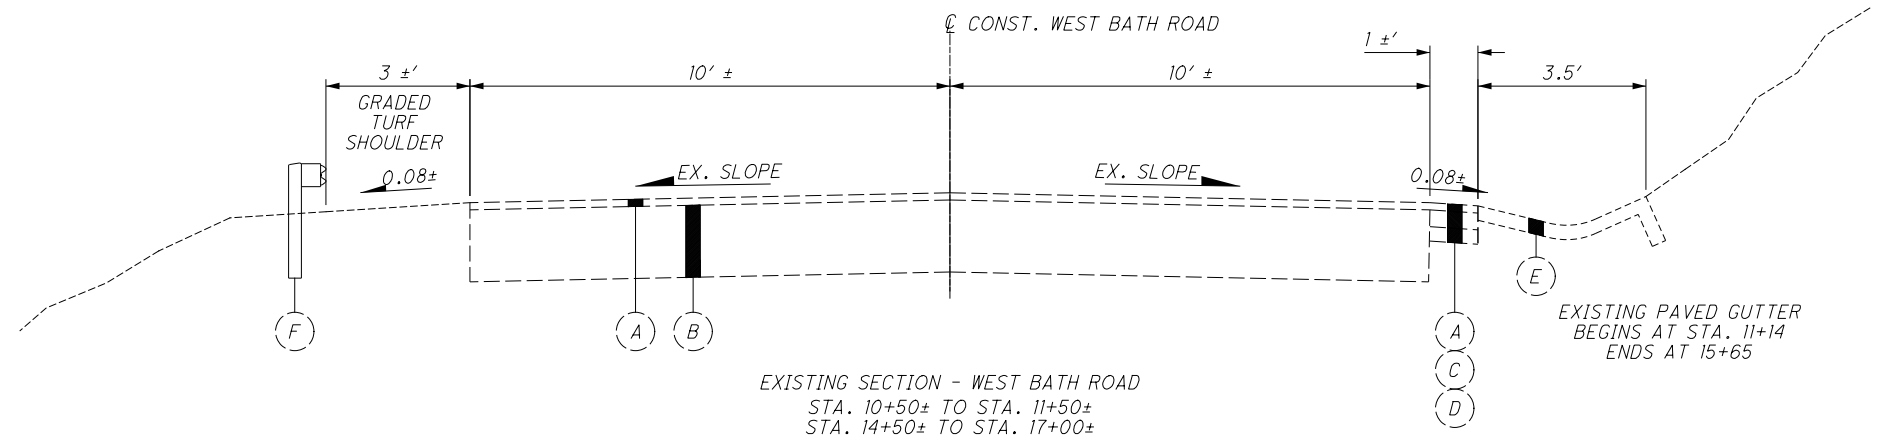 ℄ CONST. WEST BATH ROAD
1 ±'
3 ±'
10' ±
10' ±
3.5'
GRADED
TURF
SHOULDER
0.08±
EX. SLOPE
EX. SLOPE
0.08±
E
F
A
B
A
C
D
EXISTING PAVED GUTTER
BEGINS AT STA. 11+14
ENDS AT 15+65
EXISTING SECTION - WEST BATH ROAD
STA. 10+50± TO STA. 11+50±
STA. 14+50± TO STA. 17+00±